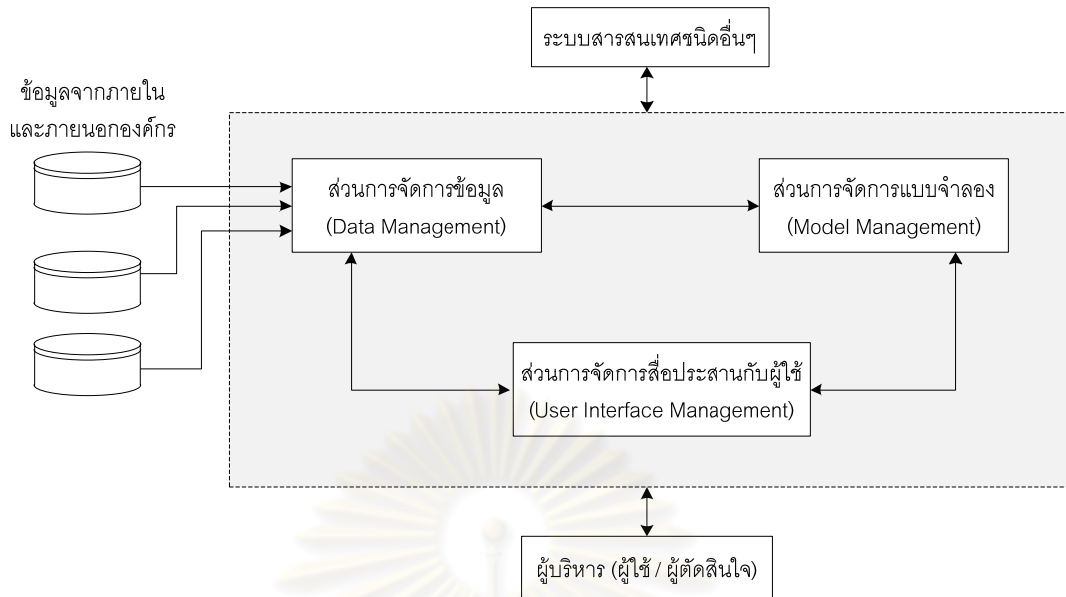 ระบบสารสนเทศชนิดอื่นๆ
ข้อมูลจากภายใน
และภายนอกองค์กร
ส่วนการจัดการข้อมูล
(Data Management)
ส่วนการจัดการแบบจำลอง
(Model Management)
ส่วนการจัดการสื่อประสานกับผู้ใช้
(User Interface Management)
ผู้บริหาร (ผู้ใช้ / ผู้ตัดสินใจ)